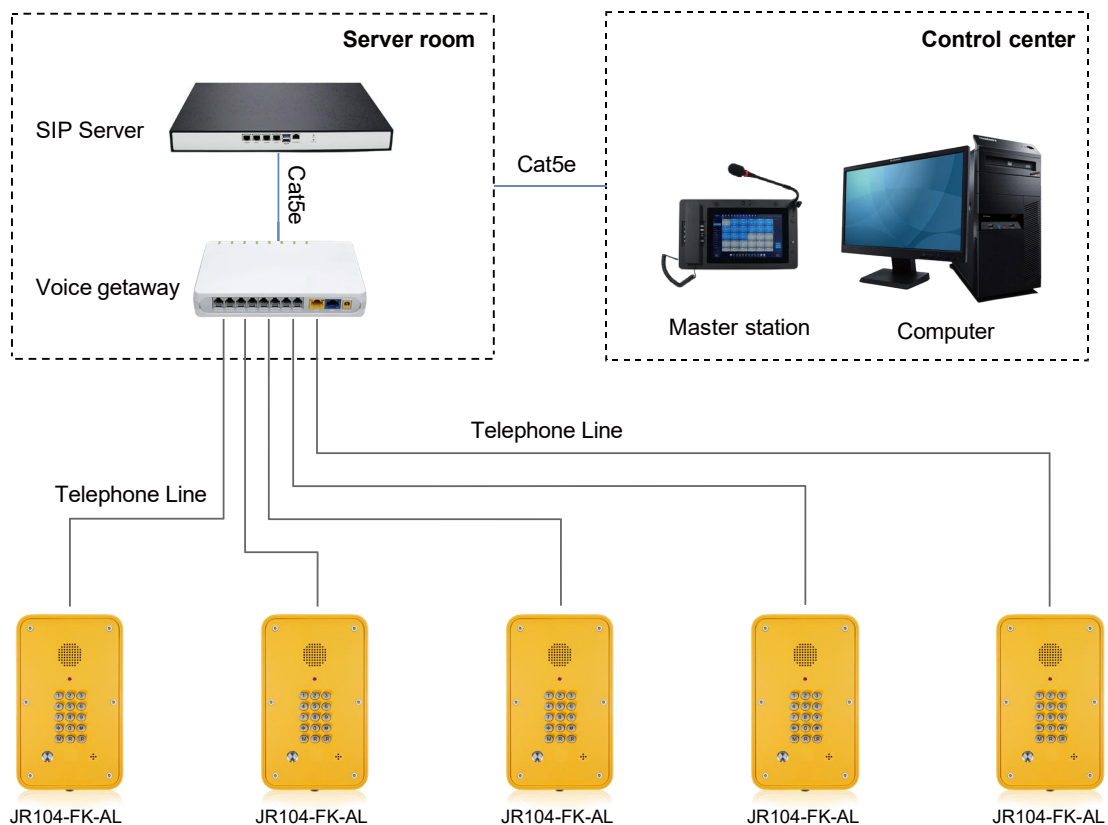 Server room
Control center
SIP Server
Cat5e
Cat5e
Voice getaway
Master station
Computer
Telephone Line
Telephone Line
JR104-FK-AL
JR104-FK-AL
JR104-FK-AL
JR104-FK-AL
JR104-FK-AL